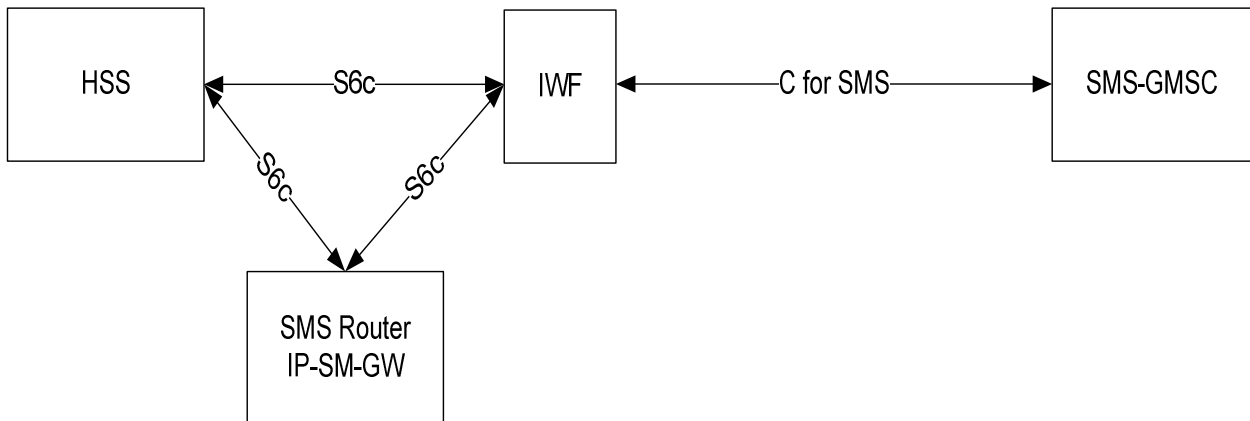 HSS
S6c
IWF
C for SMS
SMS-GMSC
S6c
S6c
SMS Router
IP-SM-GW